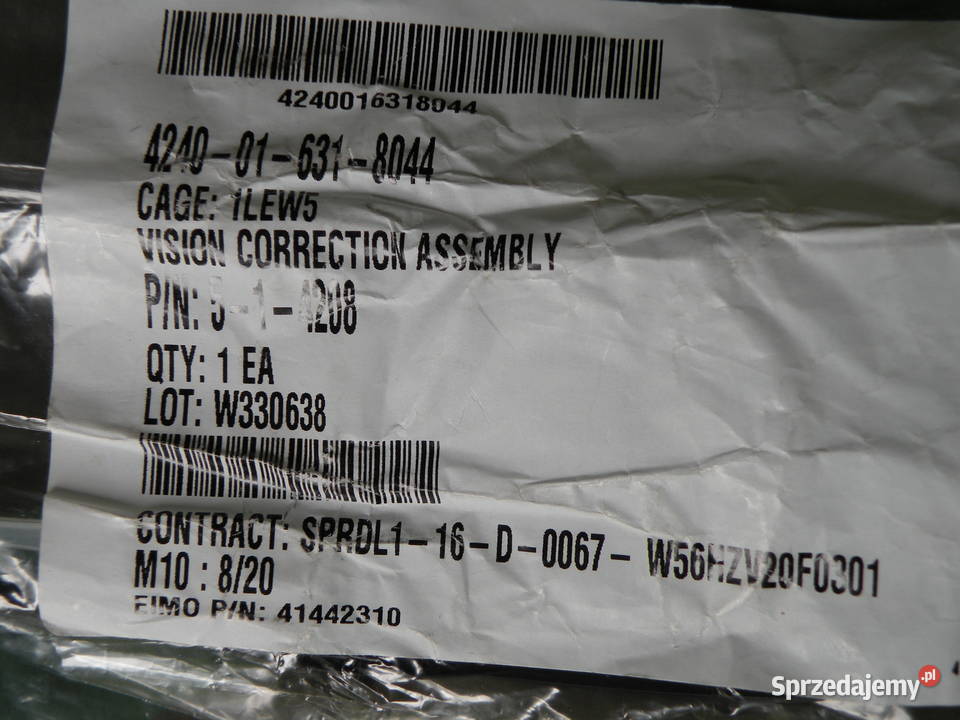 4240016318044
4240-01-631-8044
CAGE: 1LEW5
VISION CORRECTION ASSEMBLY
P/N: 5-1-4208
QTY: 1 EA
LOT: W330638
CONTRACT: SPRDL1-16-D-0067- W56HZV20F0301
M10 : 8/20
EIMO P/N: 41442310
Sprzedajemy.pl